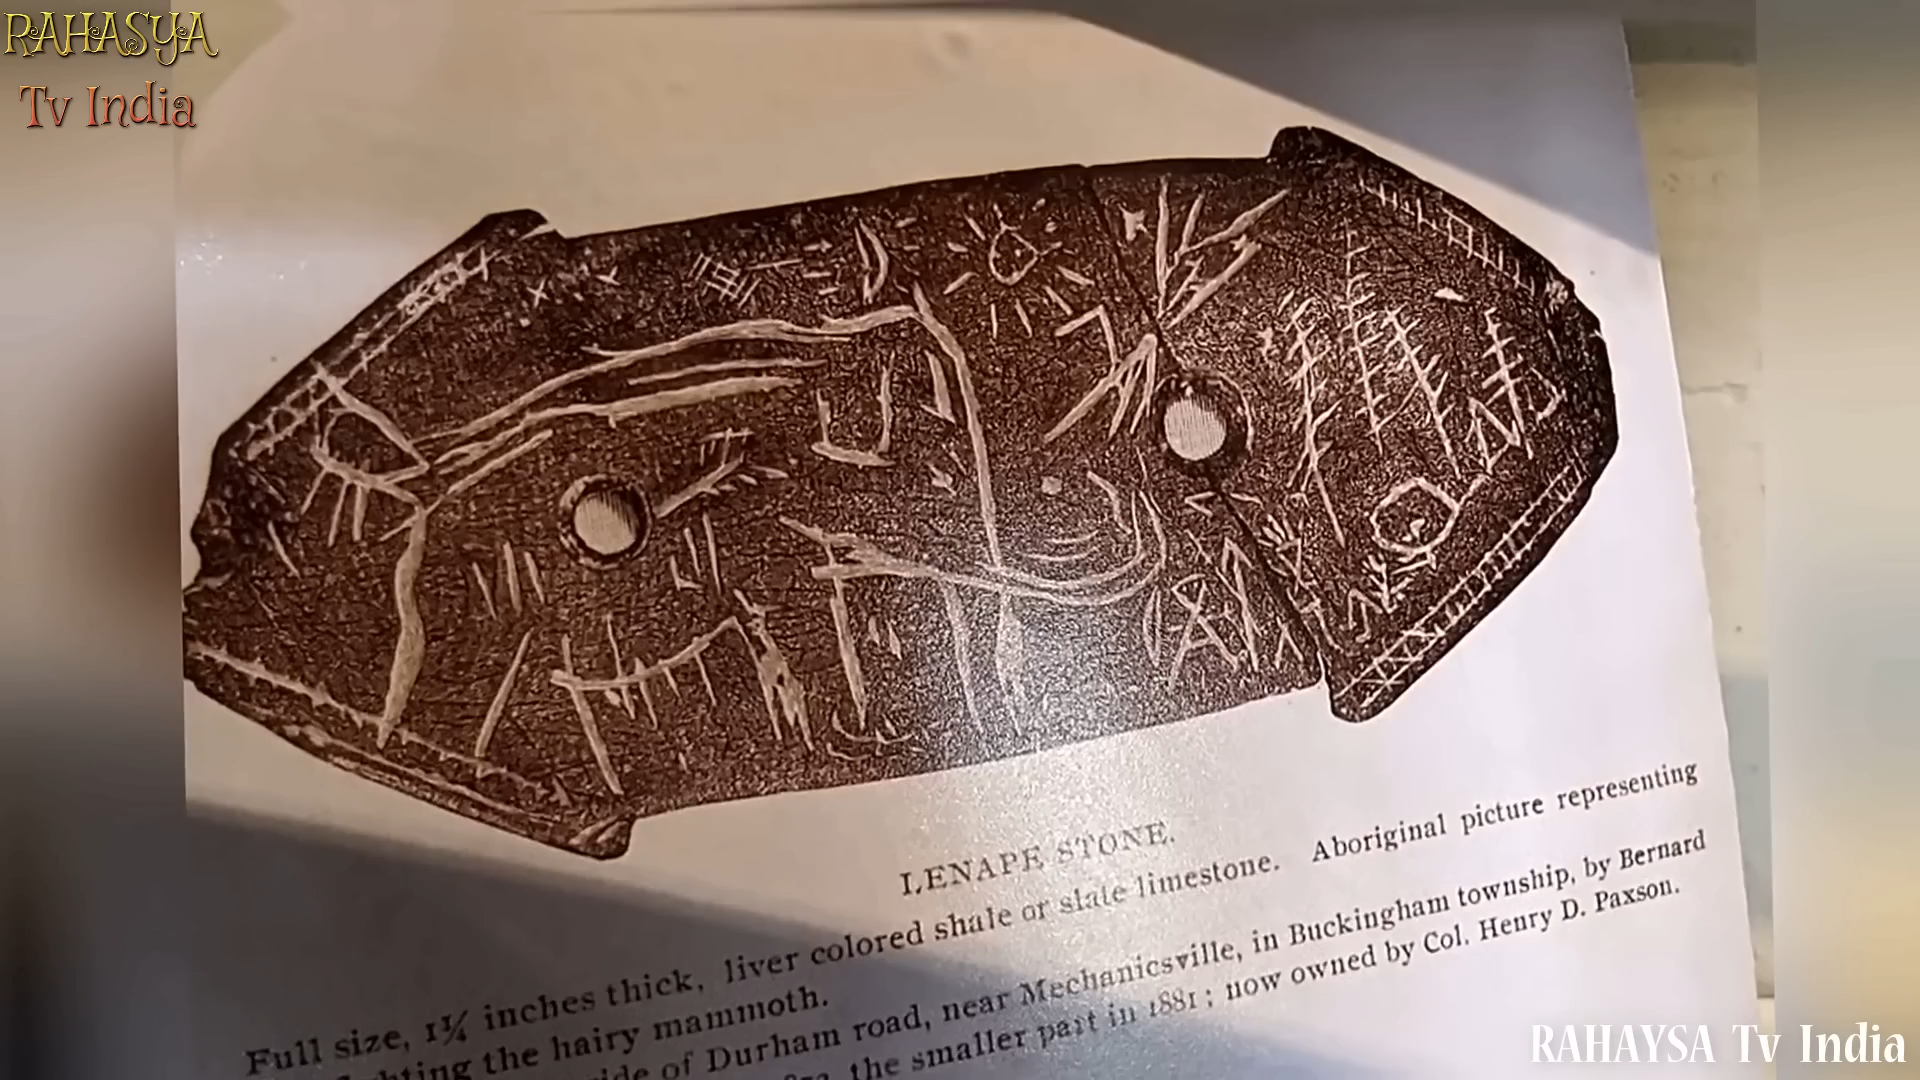 RAHASYA
Tv India
LENAPE STONE.
Full size, 1¼ inches thick, liver colored shale or slate limestone. Aboriginal picture representing
the hairy mammoth.
of Durham road, near Mechanicsville, in Buckingham township, by Bernard
the smaller part in 1881; now owned by Col. Henry D. Paxson.
RAHAYSA Tv India